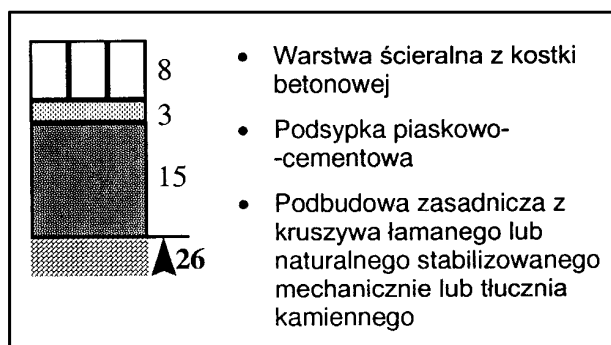 8
3
15
26
• Warstwa ścieralna z kostki
betonowej
• Podsypka piaskowo-
-cementowa
• Podbudowa zasadnicza z
kruszywa łamanego lub
naturalnego stabilizowanego
mechanicznie lub tłucznia
kamiennego